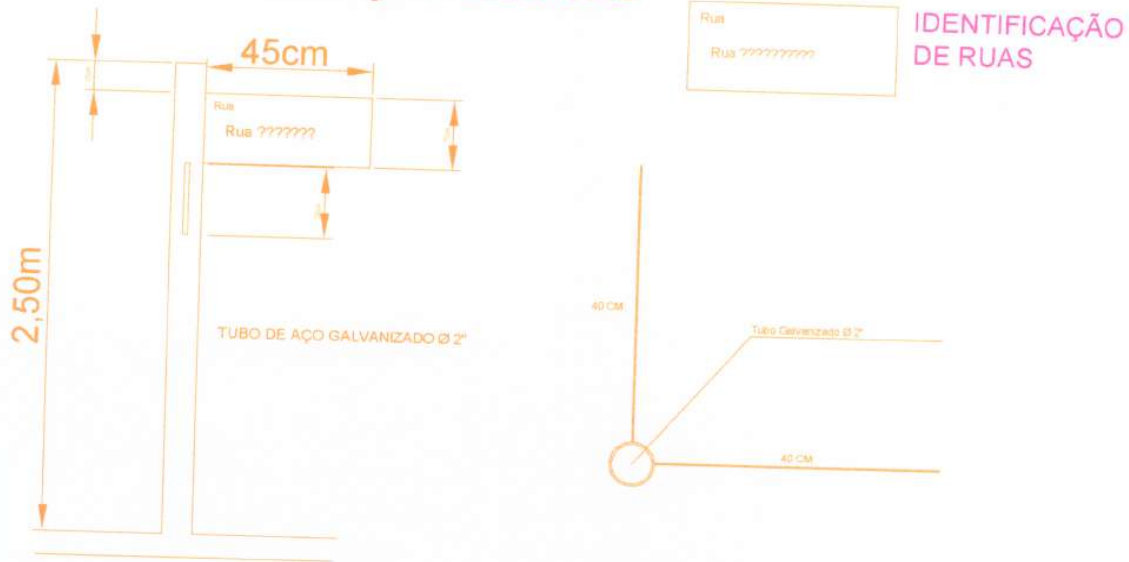 45cm
Rua
Rua ???????
2,50m
TUBO DE AÇO GALVANIZADO Ø 2"
Rua
Rua ??????????
IDENTIFICAÇÃO
DE RUAS
40 CM
Tubo Galvanizado Ø 2"
40 CM